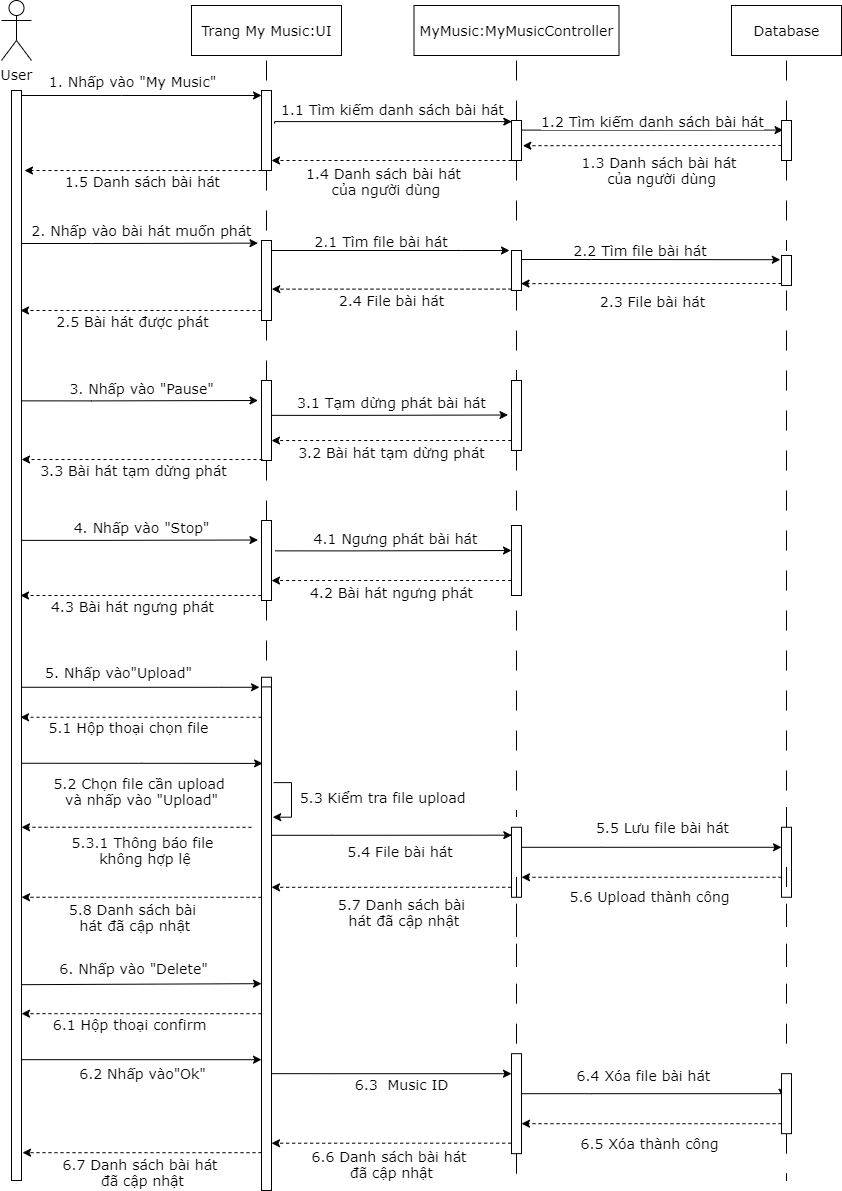 User
Trang My Music:UI
MyMusic:MyMusicController
Database
1. Nhấp vào "My Music"
1.1 Tìm kiếm danh sách bài hát
1.2 Tìm kiếm danh sách bài hát
1.3 Danh sách bài hát
của người dùng
1.4 Danh sách bài hát
của người dùng
1.5 Danh sách bài hát
2. Nhấp vào bài hát muốn phát
2.1 Tìm file bài hát
2.2 Tìm file bài hát
2.3 File bài hát
2.4 File bài hát
2.5 Bài hát được phát
3. Nhấp vào "Pause"
3.1 Tạm dừng phát bài hát
3.2 Bài hát tạm dừng phát
3.3 Bài hát tạm dừng phát
4. Nhấp vào "Stop"
4.1 Ngưng phát bài hát
4.2 Bài hát ngưng phát
4.3 Bài hát ngưng phát
5. Nhấp vào"Upload"
5.1 Hộp thoại chọn file
5.2 Chọn file cần upload
và nhấp vào "Upload"
5.3 Kiểm tra file upload
5.3.1 Thông báo file
không hợp lệ
5.4 File bài hát
5.5 Lưu file bài hát
5.6 Upload thành công
5.7 Danh sách bài
hát đã cập nhật
5.8 Danh sách bài
hát đã cập nhật
6. Nhấp vào "Delete"
6.1 Hộp thoại confirm
6.2 Nhấp vào"Ok"
6.3 Music ID
6.4 Xóa file bài hát
6.5 Xóa thành công
6.6 Danh sách bài hát
đã cập nhật
6.7 Danh sách bài hát
đã cập nhật